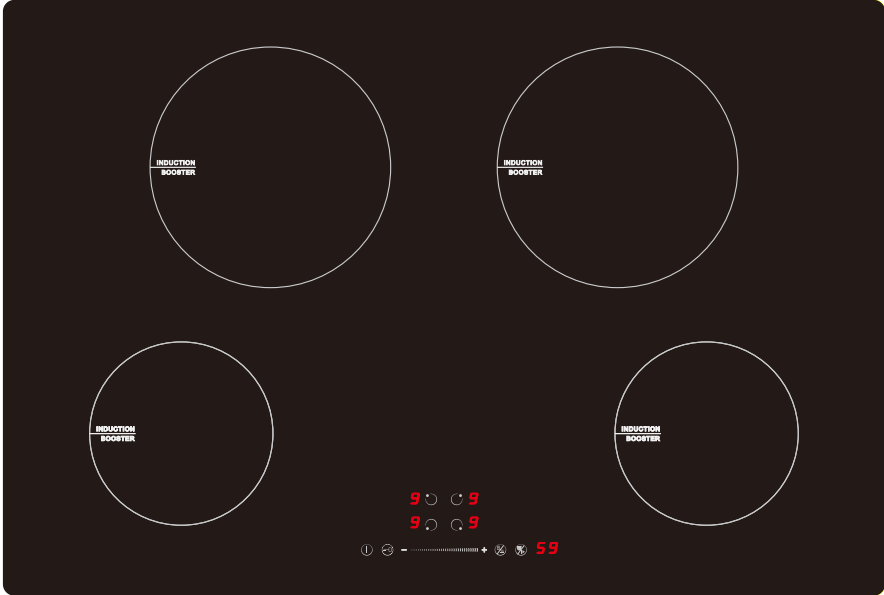 INDUCTION
BOOSTER
INDUCTION
BOOSTER
INDUCTION
BOOSTER
INDUCTION
BOOSTER
9 9
9 9
- + 59